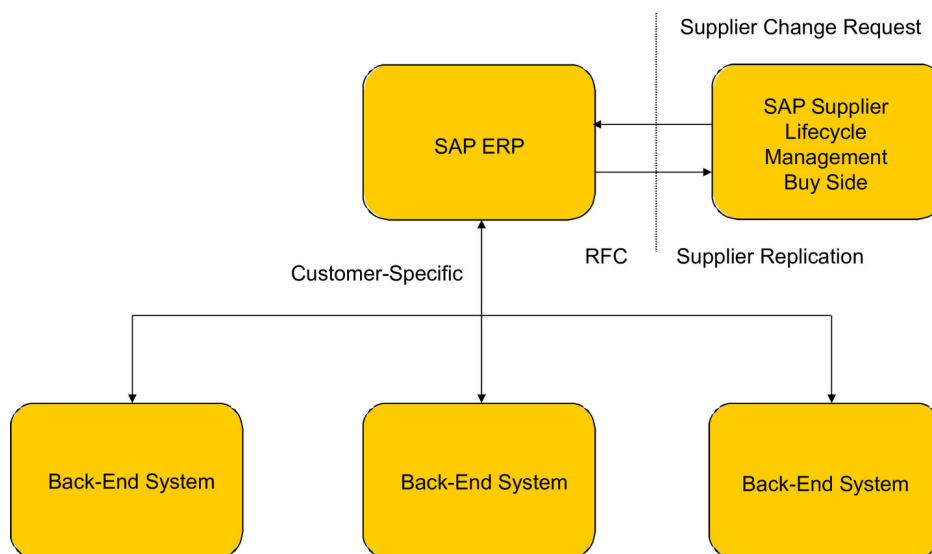 Supplier Change Request
SAP ERP
SAP Supplier
Lifecycle
Management
Buy Side
RFC
Supplier Replication
Customer-Specific
Back-End System
Back-End System
Back-End System